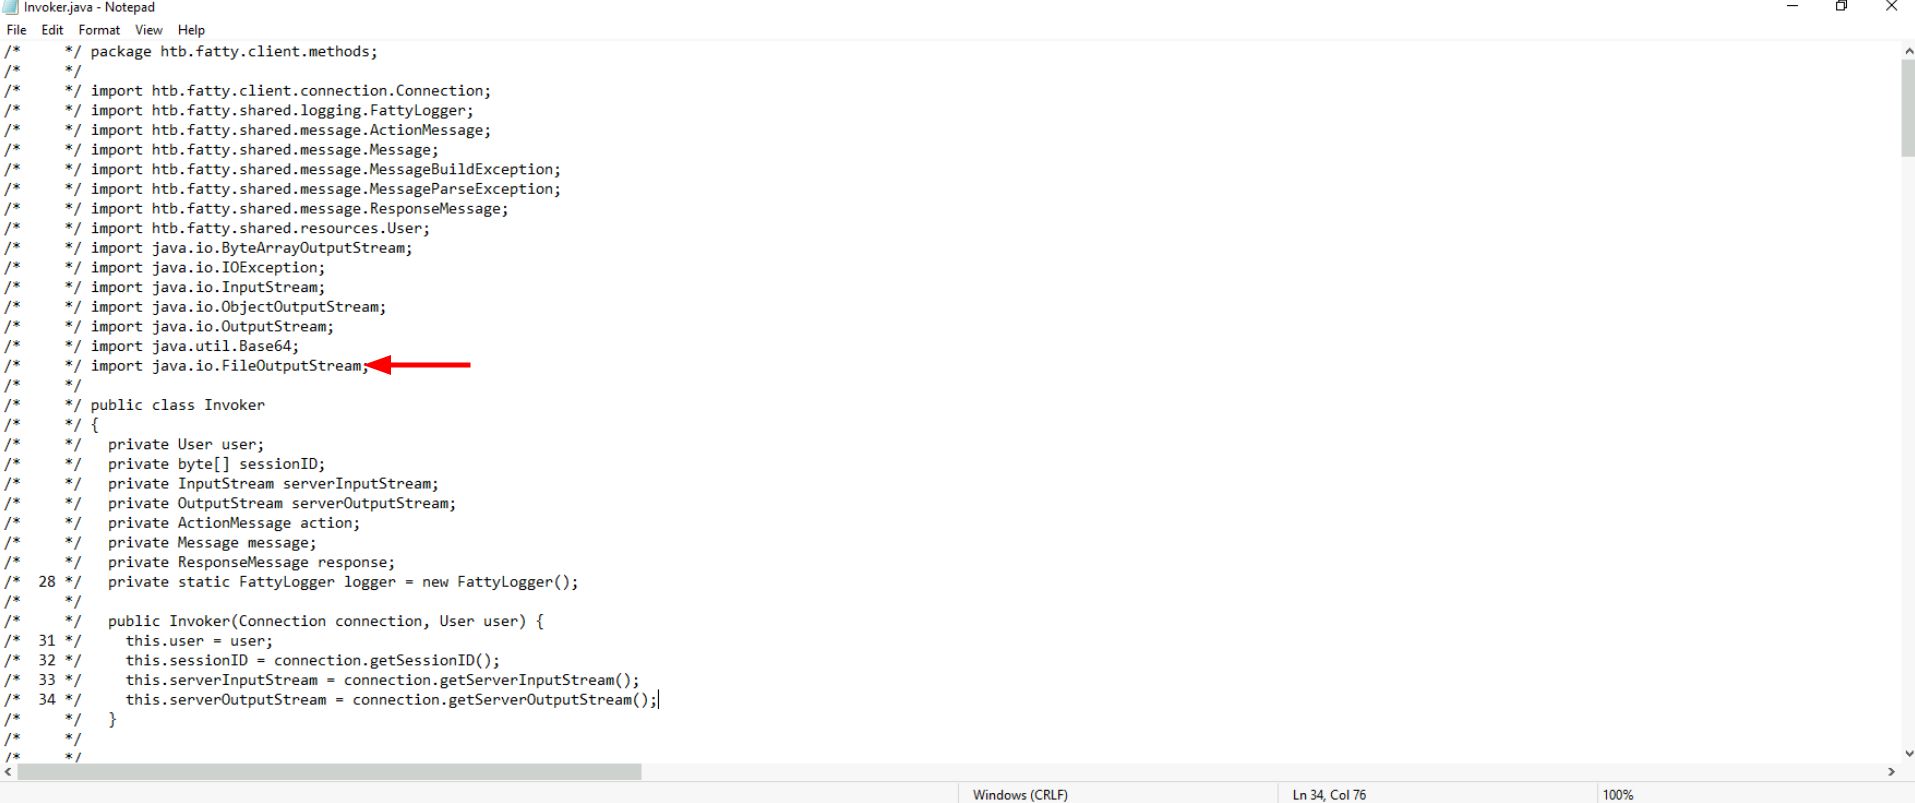 Invoker.java - Notepad
File Edit Format View Help
/*      */ package htb.fatty.client.methods;
/*      */
/*      */ import htb.fatty.client.connection.Connection;
/*      */ import htb.fatty.shared.logging.FattyLogger;
/*      */ import htb.fatty.shared.message.ActionMessage;
/*      */ import htb.fatty.shared.message.Message;
/*      */ import htb.fatty.shared.message.MessageBuildException;
/*      */ import htb.fatty.shared.message.MessageParseException;
/*      */ import htb.fatty.shared.message.ResponseMessage;
/*      */ import htb.fatty.shared.resources.User;
/*      */ import java.io.ByteArrayOutputStream;
/*      */ import java.io.IOException;
/*      */ import java.io.InputStream;
/*      */ import java.io.ObjectOutputStream;
/*      */ import java.io.OutputStream;
/*      */ import java.util.Base64;
/*      */ import java.io.FileOutputStream;
/*      */
/*      */ public class Invoker
/*      */ {
/*      */   private User user;
/*      */   private byte[] sessionID;
/*      */   private InputStream serverInputStream;
/*      */   private OutputStream serverOutputStream;
/*      */   private ActionMessage action;
/*      */   private Message message;
/*      */   private ResponseMessage response;
/*  28 */   private static FattyLogger logger = new FattyLogger();
/*      */
/*      */   public Invoker(Connection connection, User user) {
/*  31 */     this.user = user;
/*  32 */     this.sessionID = connection.getSessionID();
/*  33 */     this.serverInputStream = connection.getServerInputStream();
/*  34 */     this.serverOutputStream = connection.getServerOutputStream();
/*      */   }
/*      */
/*      */
Windows (CRLF) Ln 34, Col 76 100%